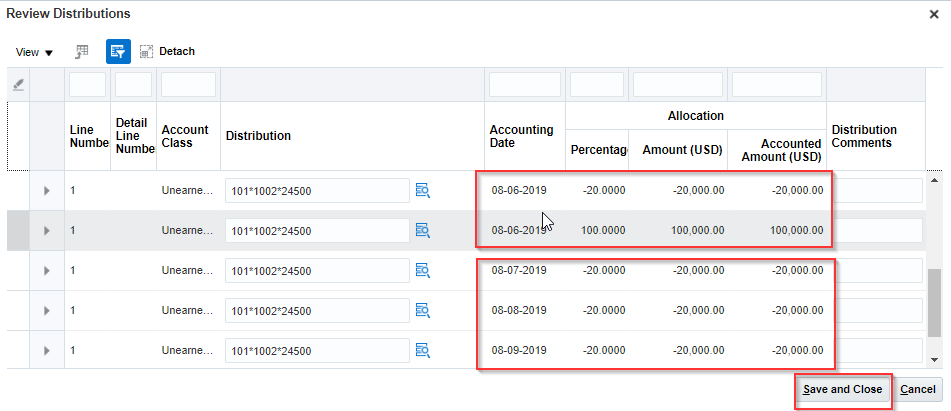 Review Distributions
View Detach
Line Numbe Detail Line Numbe Account Class Distribution Accounting Date Allocation Distribution Comments
Percentag Amount (USD) Accounted Amount (USD)
1 Unearne... 101*1002*24500 08-06-2019 -20.0000 -20,000.00 -20,000.00
1 Unearne... 101*1002*24500 08-06-2019 100.0000 100,000.00 100,000.00
1 Unearne... 101*1002*24500 08-07-2019 -20.0000 -20,000.00 -20,000.00
1 Unearne... 101*1002*24500 08-08-2019 -20.0000 -20,000.00 -20,000.00
1 Unearne... 101*1002*24500 08-09-2019 -20.0000 -20,000.00 -20,000.00
Save and Close Cancel